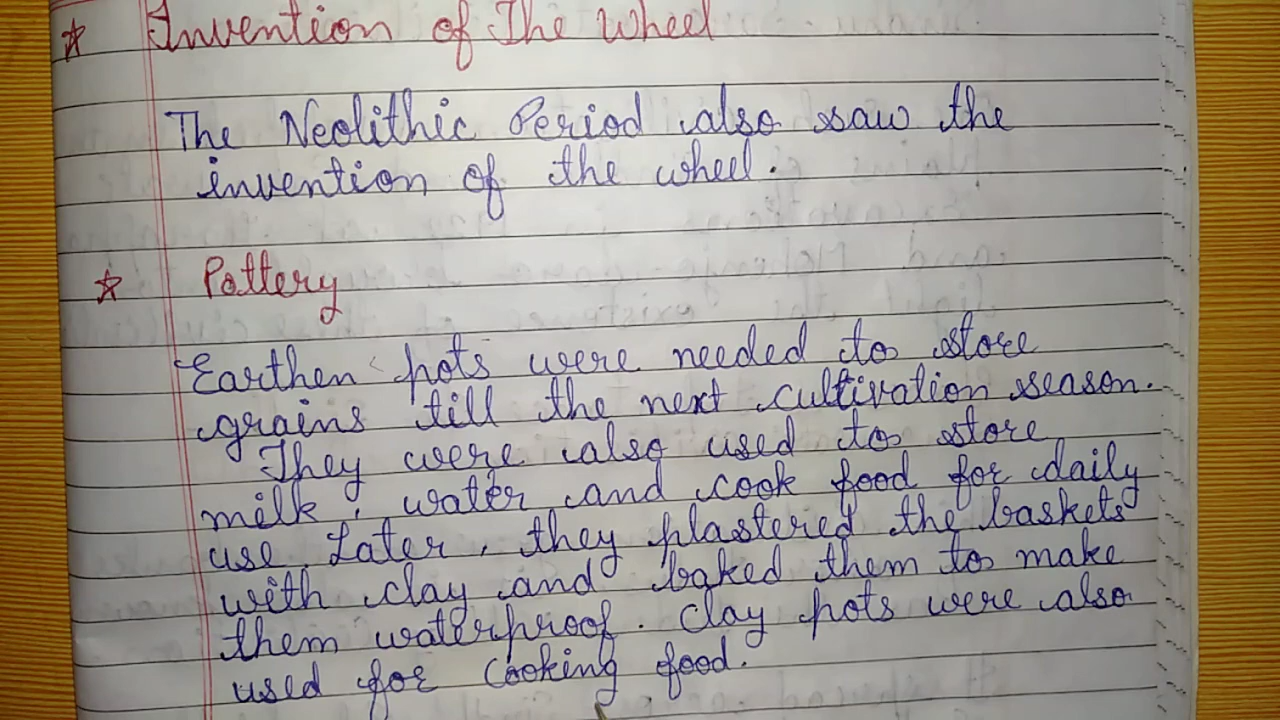 ☆ Invention of The Wheel
The Neolithic Period also saw the
invention of the wheel.
☆ Pottery
Earthen pots were needed to store
grains till the next cultivation season.
They were also used to store
milk, water and cook food for daily
use. Later, they plastered the baskets
with clay and baked them to make
them waterproof. Clay pots were also
used for cooking food.